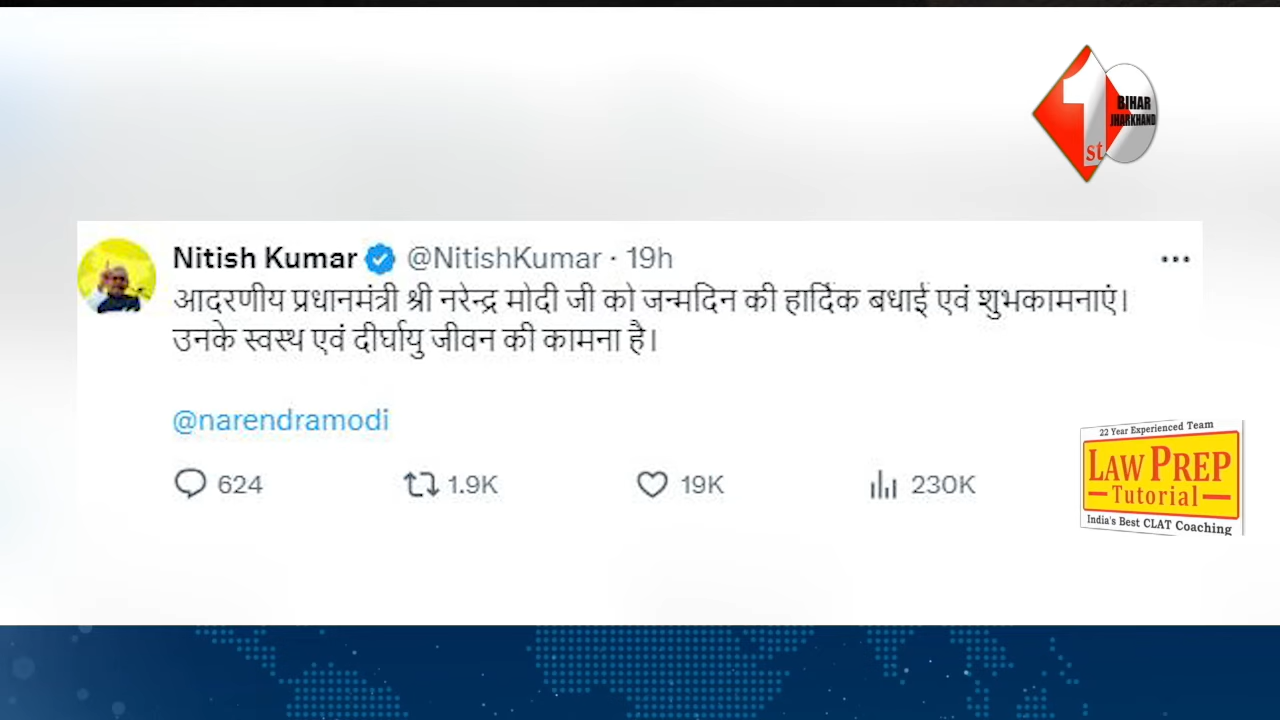 1st
BIHAR
JHARKHAND
Nitish Kumar @NitishKumar · 19h
आदरणीय प्रधानमंत्री श्री नरेन्द्र मोदी जी को जन्मदिन की हार्दिक बधाई एवं शुभकामनाएं।
उनके स्वस्थ एवं दीर्घायु जीवन की कामना है।
@narendramodi
624 1.9K 19K 230K
22 Year Experienced Team
LAW PREP
Tutorial
India's Best CLAT Coaching